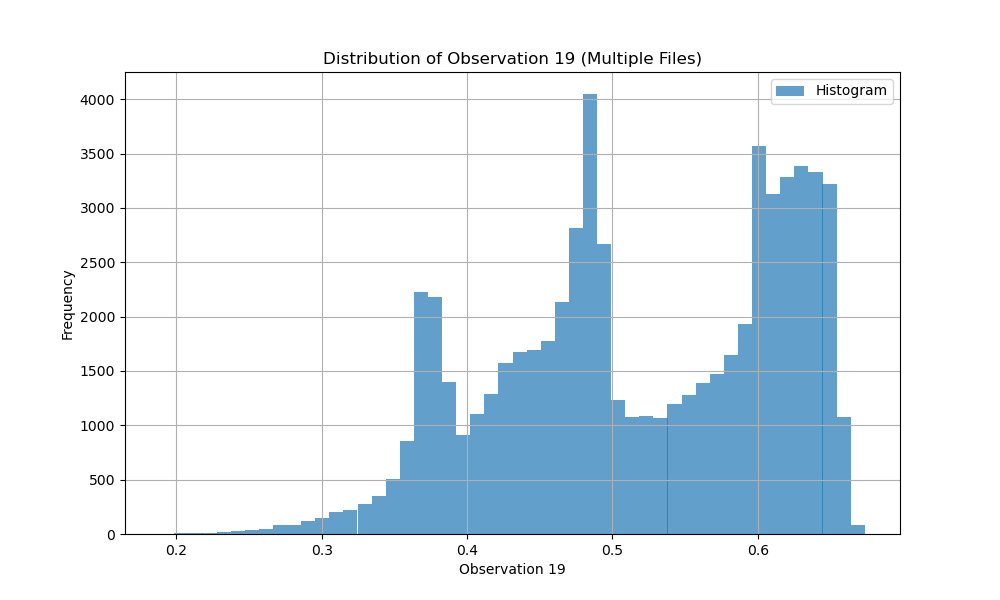 Distribution of Observation 19 (Multiple Files)
Histogram
4000
3500
3000
2500
2000
1500
1000
500
0
Frequency
0.2 0.3 0.4 0.5 0.6
Observation 19